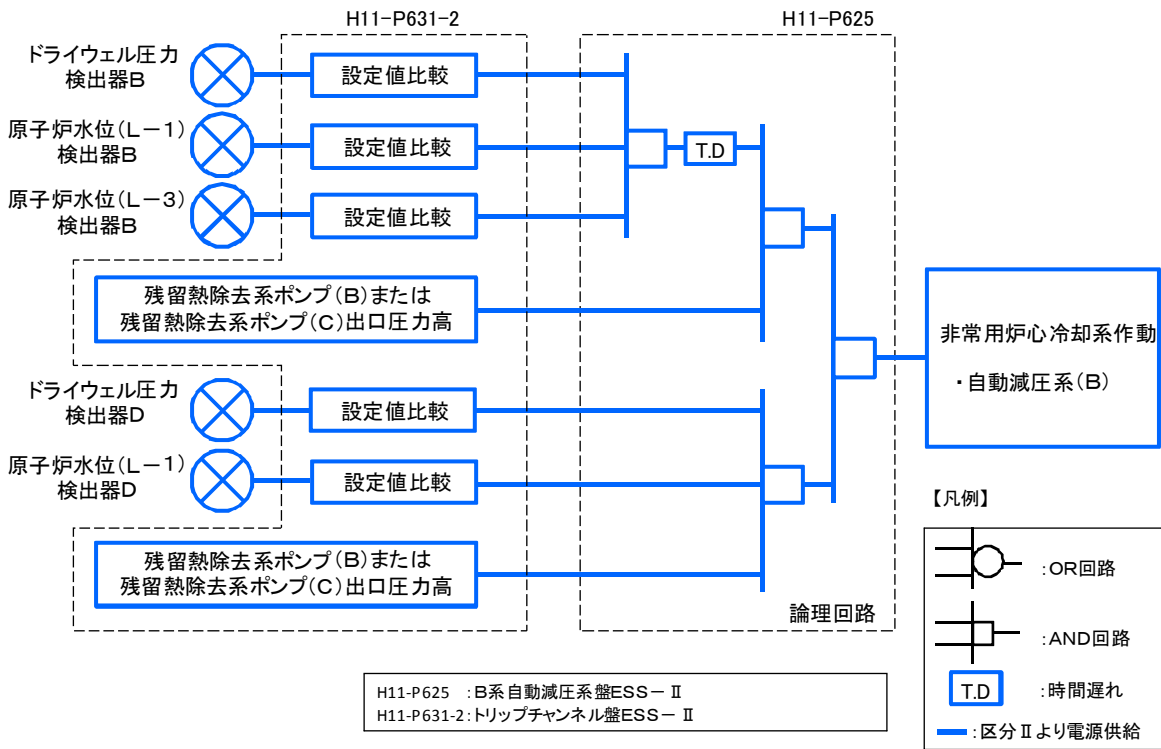 H11-P631-2
H11-P625
ドライウェル圧力
検出器B
設定値比較
原子炉水位(L-1)
検出器B
設定値比較
T.D
原子炉水位(L-3)
検出器B
設定値比較
残留熱除去系ポンプ(B)または
残留熱除去系ポンプ(C)出口圧力高
非常用炉心冷却系作動
・自動減圧系(B)
ドライウェル圧力
検出器D
設定値比較
原子炉水位(L-1)
検出器D
設定値比較
残留熱除去系ポンプ(B)または
残留熱除去系ポンプ(C)出口圧力高
論理回路
【凡例】
:OR回路
:AND回路
T.D :時間遅れ
:区分Ⅱより電源供給
H11-P625 :B系自動減圧系盤ESS-Ⅱ
H11-P631-2:トリップチャンネル盤ESS-Ⅱ